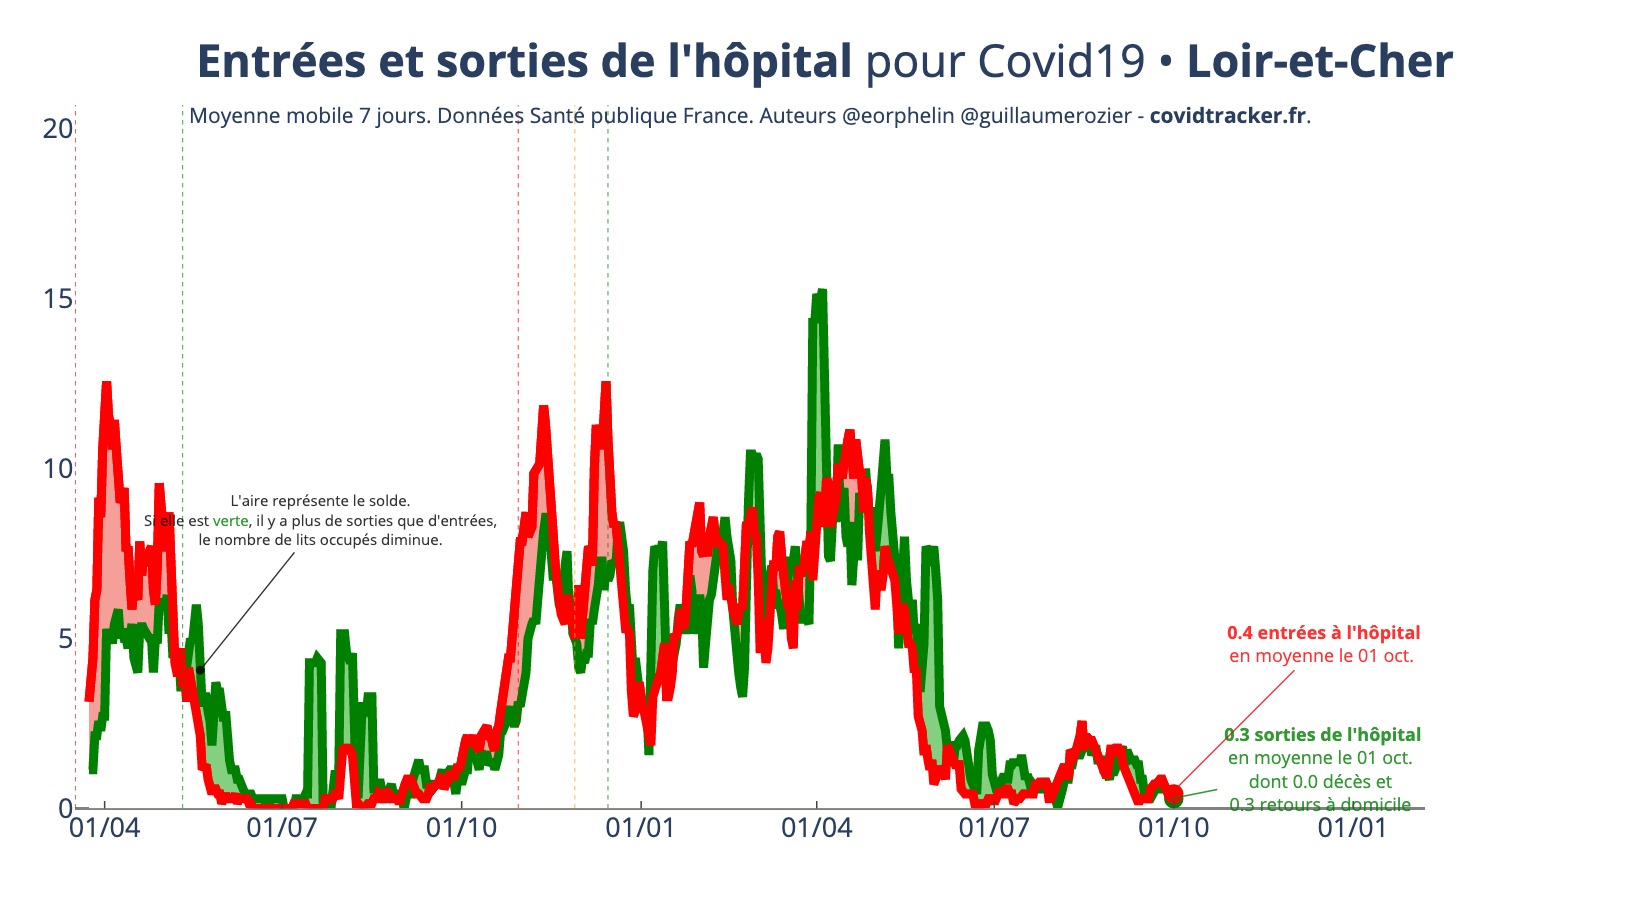 Entrées et sorties de l'hôpital pour Covid19 • Loir-et-Cher
Moyenne mobile 7 jours. Données Santé publique France. Auteurs @eorphelin @guillaumerozier - covidtracker.fr.
20
15
10
5
0
L'aire représente le solde.
Si elle est verte, il y a plus de sorties que d'entrées,
le nombre de lits occupés diminue.
0.4 entrées à l'hôpital
en moyenne le 01 oct.
0.3 sorties de l'hôpital
en moyenne le 01 oct.
dont 0.0 décès et
0.3 retours à domicile
01/04
01/07
01/10
01/01
01/04
01/07
01/10
01/01